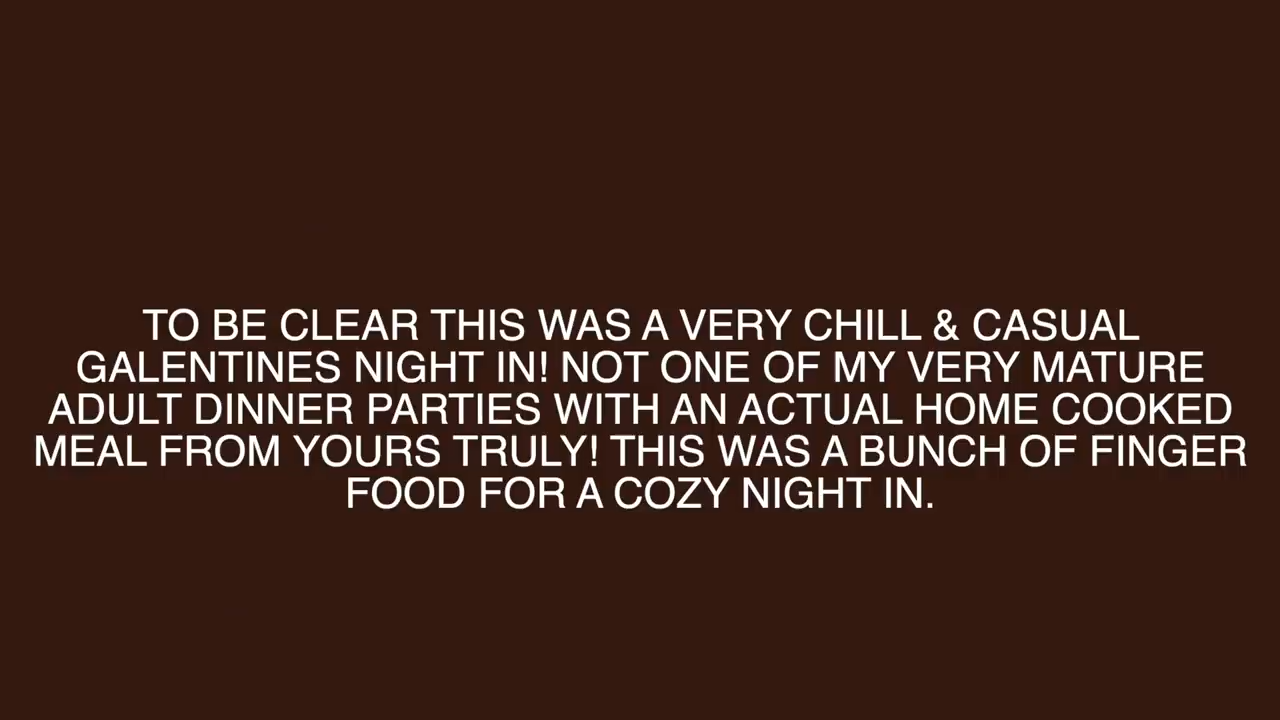 TO BE CLEAR THIS WAS A VERY CHILL & CASUAL
GALENTINES NIGHT IN! NOT ONE OF MY VERY MATURE
ADULT DINNER PARTIES WITH AN ACTUAL HOME COOKED
MEAL FROM YOURS TRULY! THIS WAS A BUNCH OF FINGER
FOOD FOR A COZY NIGHT IN.